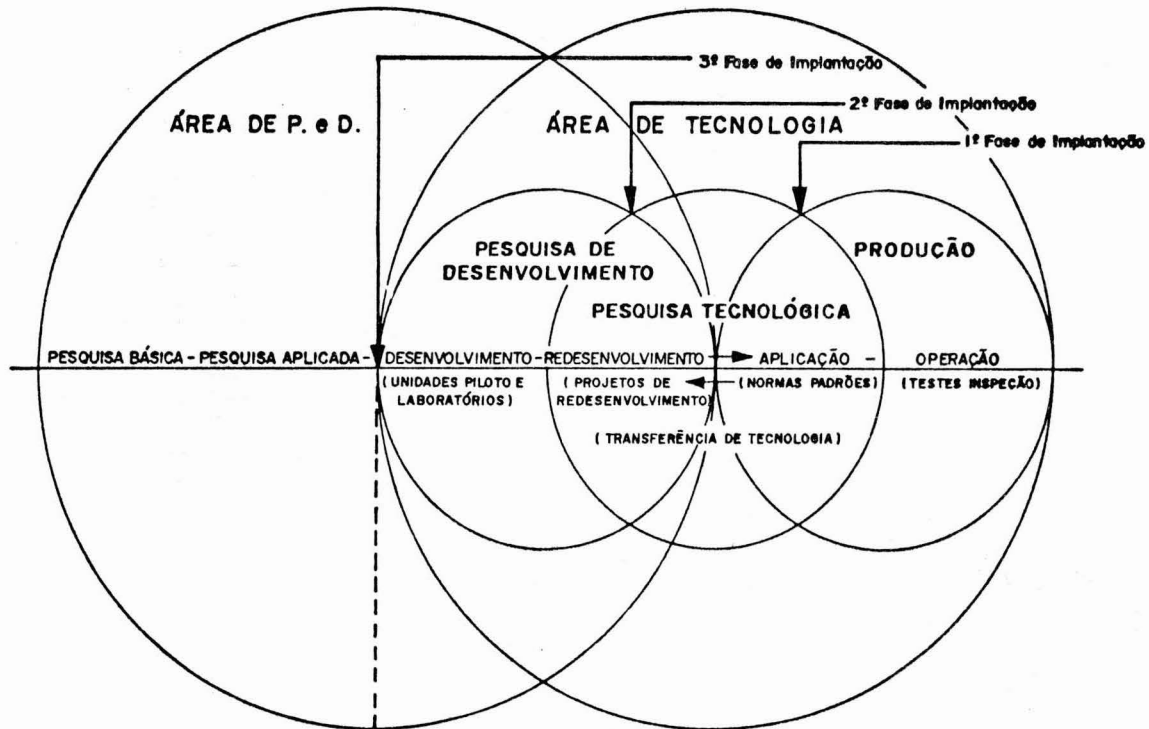 3ª Fase de Implantação
2ª Fase de Implantação
ÁREA DE P. e D.
ÁREA DE TECNOLOGIA
1ª Fase de Implantação
PESQUISA DE
DESENVOLVIMENTO
PRODUÇÃO
PESQUISA TECNOLÓGICA
PESQUISA BÁSICA - PESQUISA APLICADA - DESENVOLVIMENTO - REDESENVOLVIMENTO APLICAÇÃO - OPERAÇÃO
(UNIDADES PILOTO E
LABORATÓRIOS)
(PROJETOS DE
REDESENVOLVIMENTO)
(NORMAS PADRÕES)
(TESTES INSPEÇÃO)
(TRANSFERÊNCIA DE TECNOLOGIA)